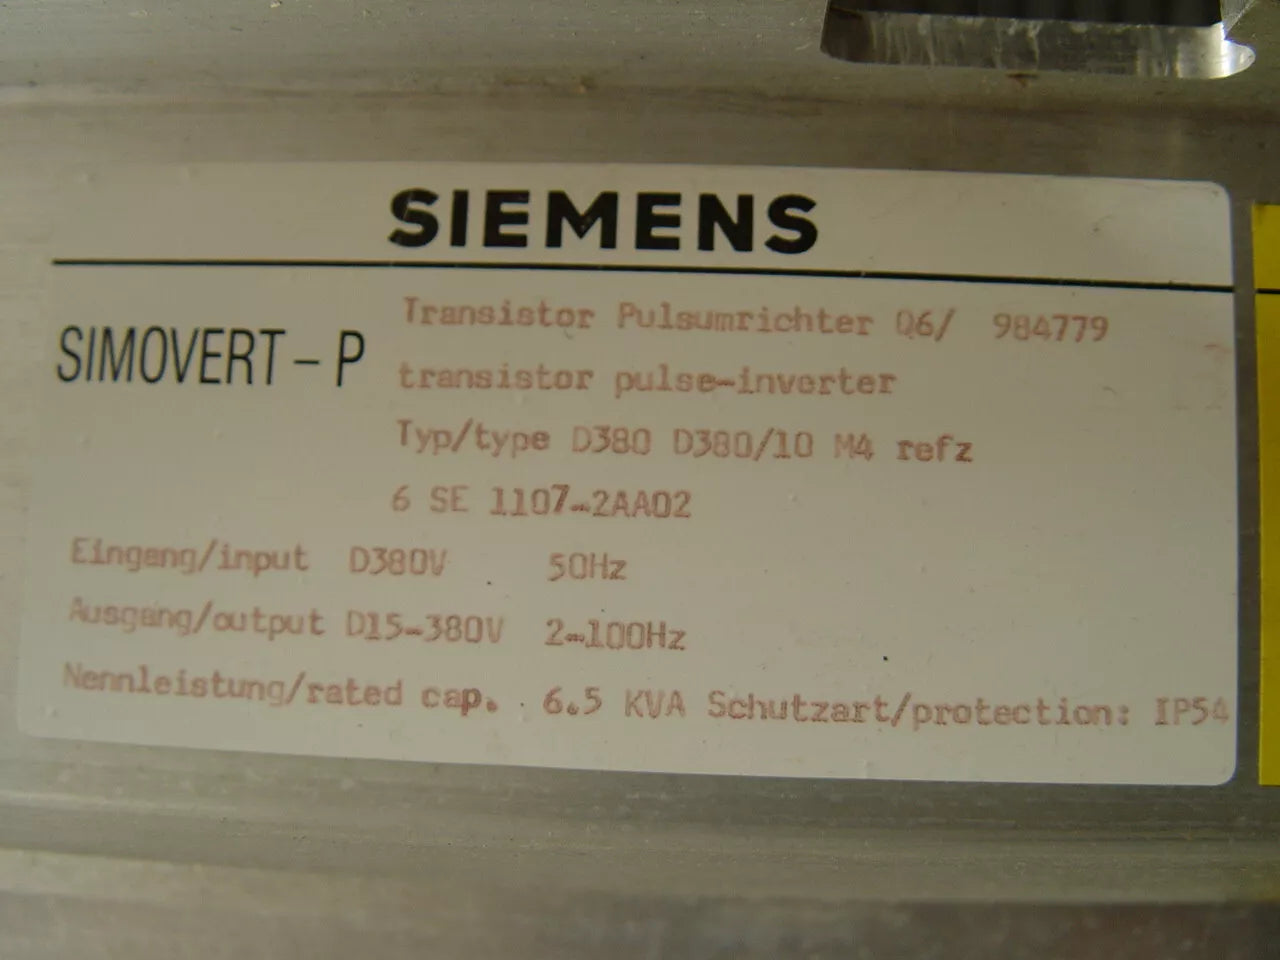 SIEMENS
SIMOVERT-P
Transistor Pulsumrichter Q6/ 984779
transistor pulse-inverter
Typ/type D380 D380/10 M4 refz
6 SE 1107-2AA02
Eingang/input D380V 50Hz
Ausgang/output D15-380V 2-100Hz
Nennleistung/rated cap. 6.5 KVA Schutzart/protection: IP54